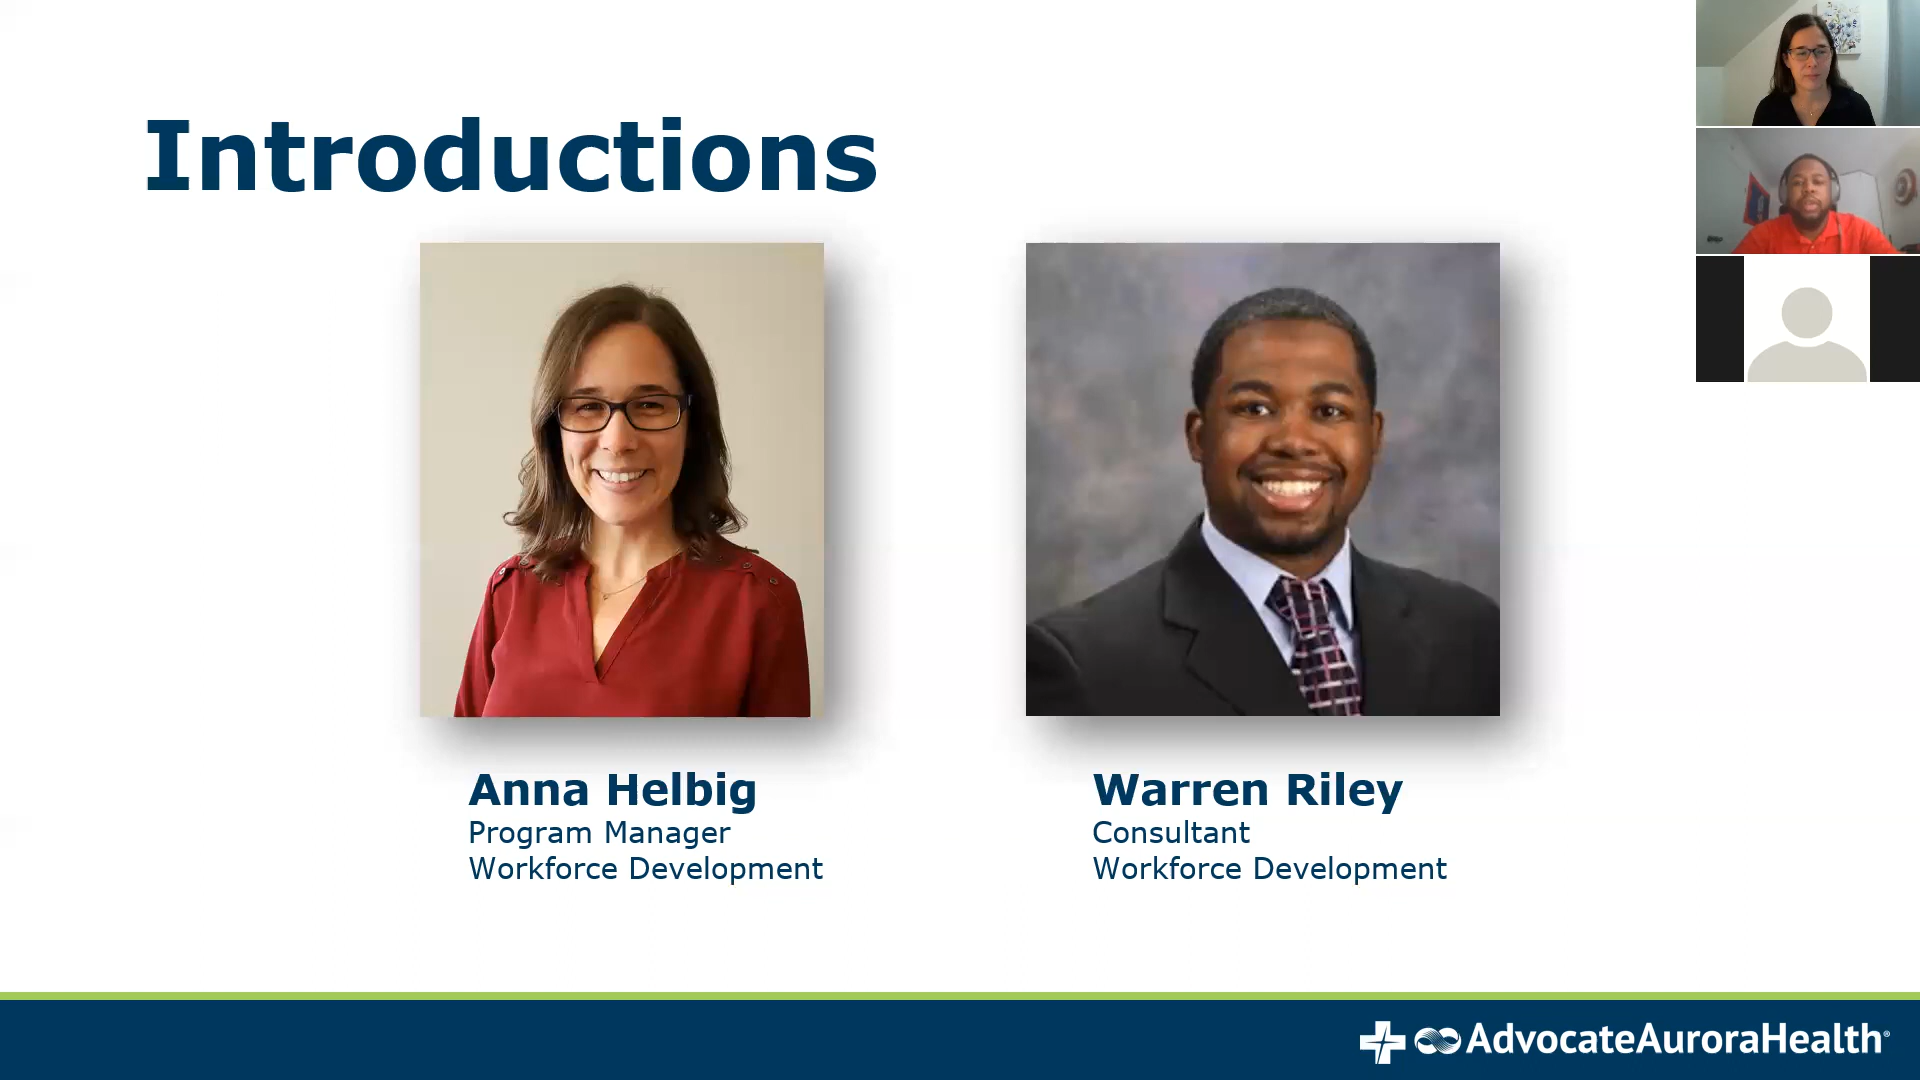 Introductions
Anna Helbig
Program Manager
Workforce Development
Warren Riley
Consultant
Workforce Development
AdvocateAuroraHealth®